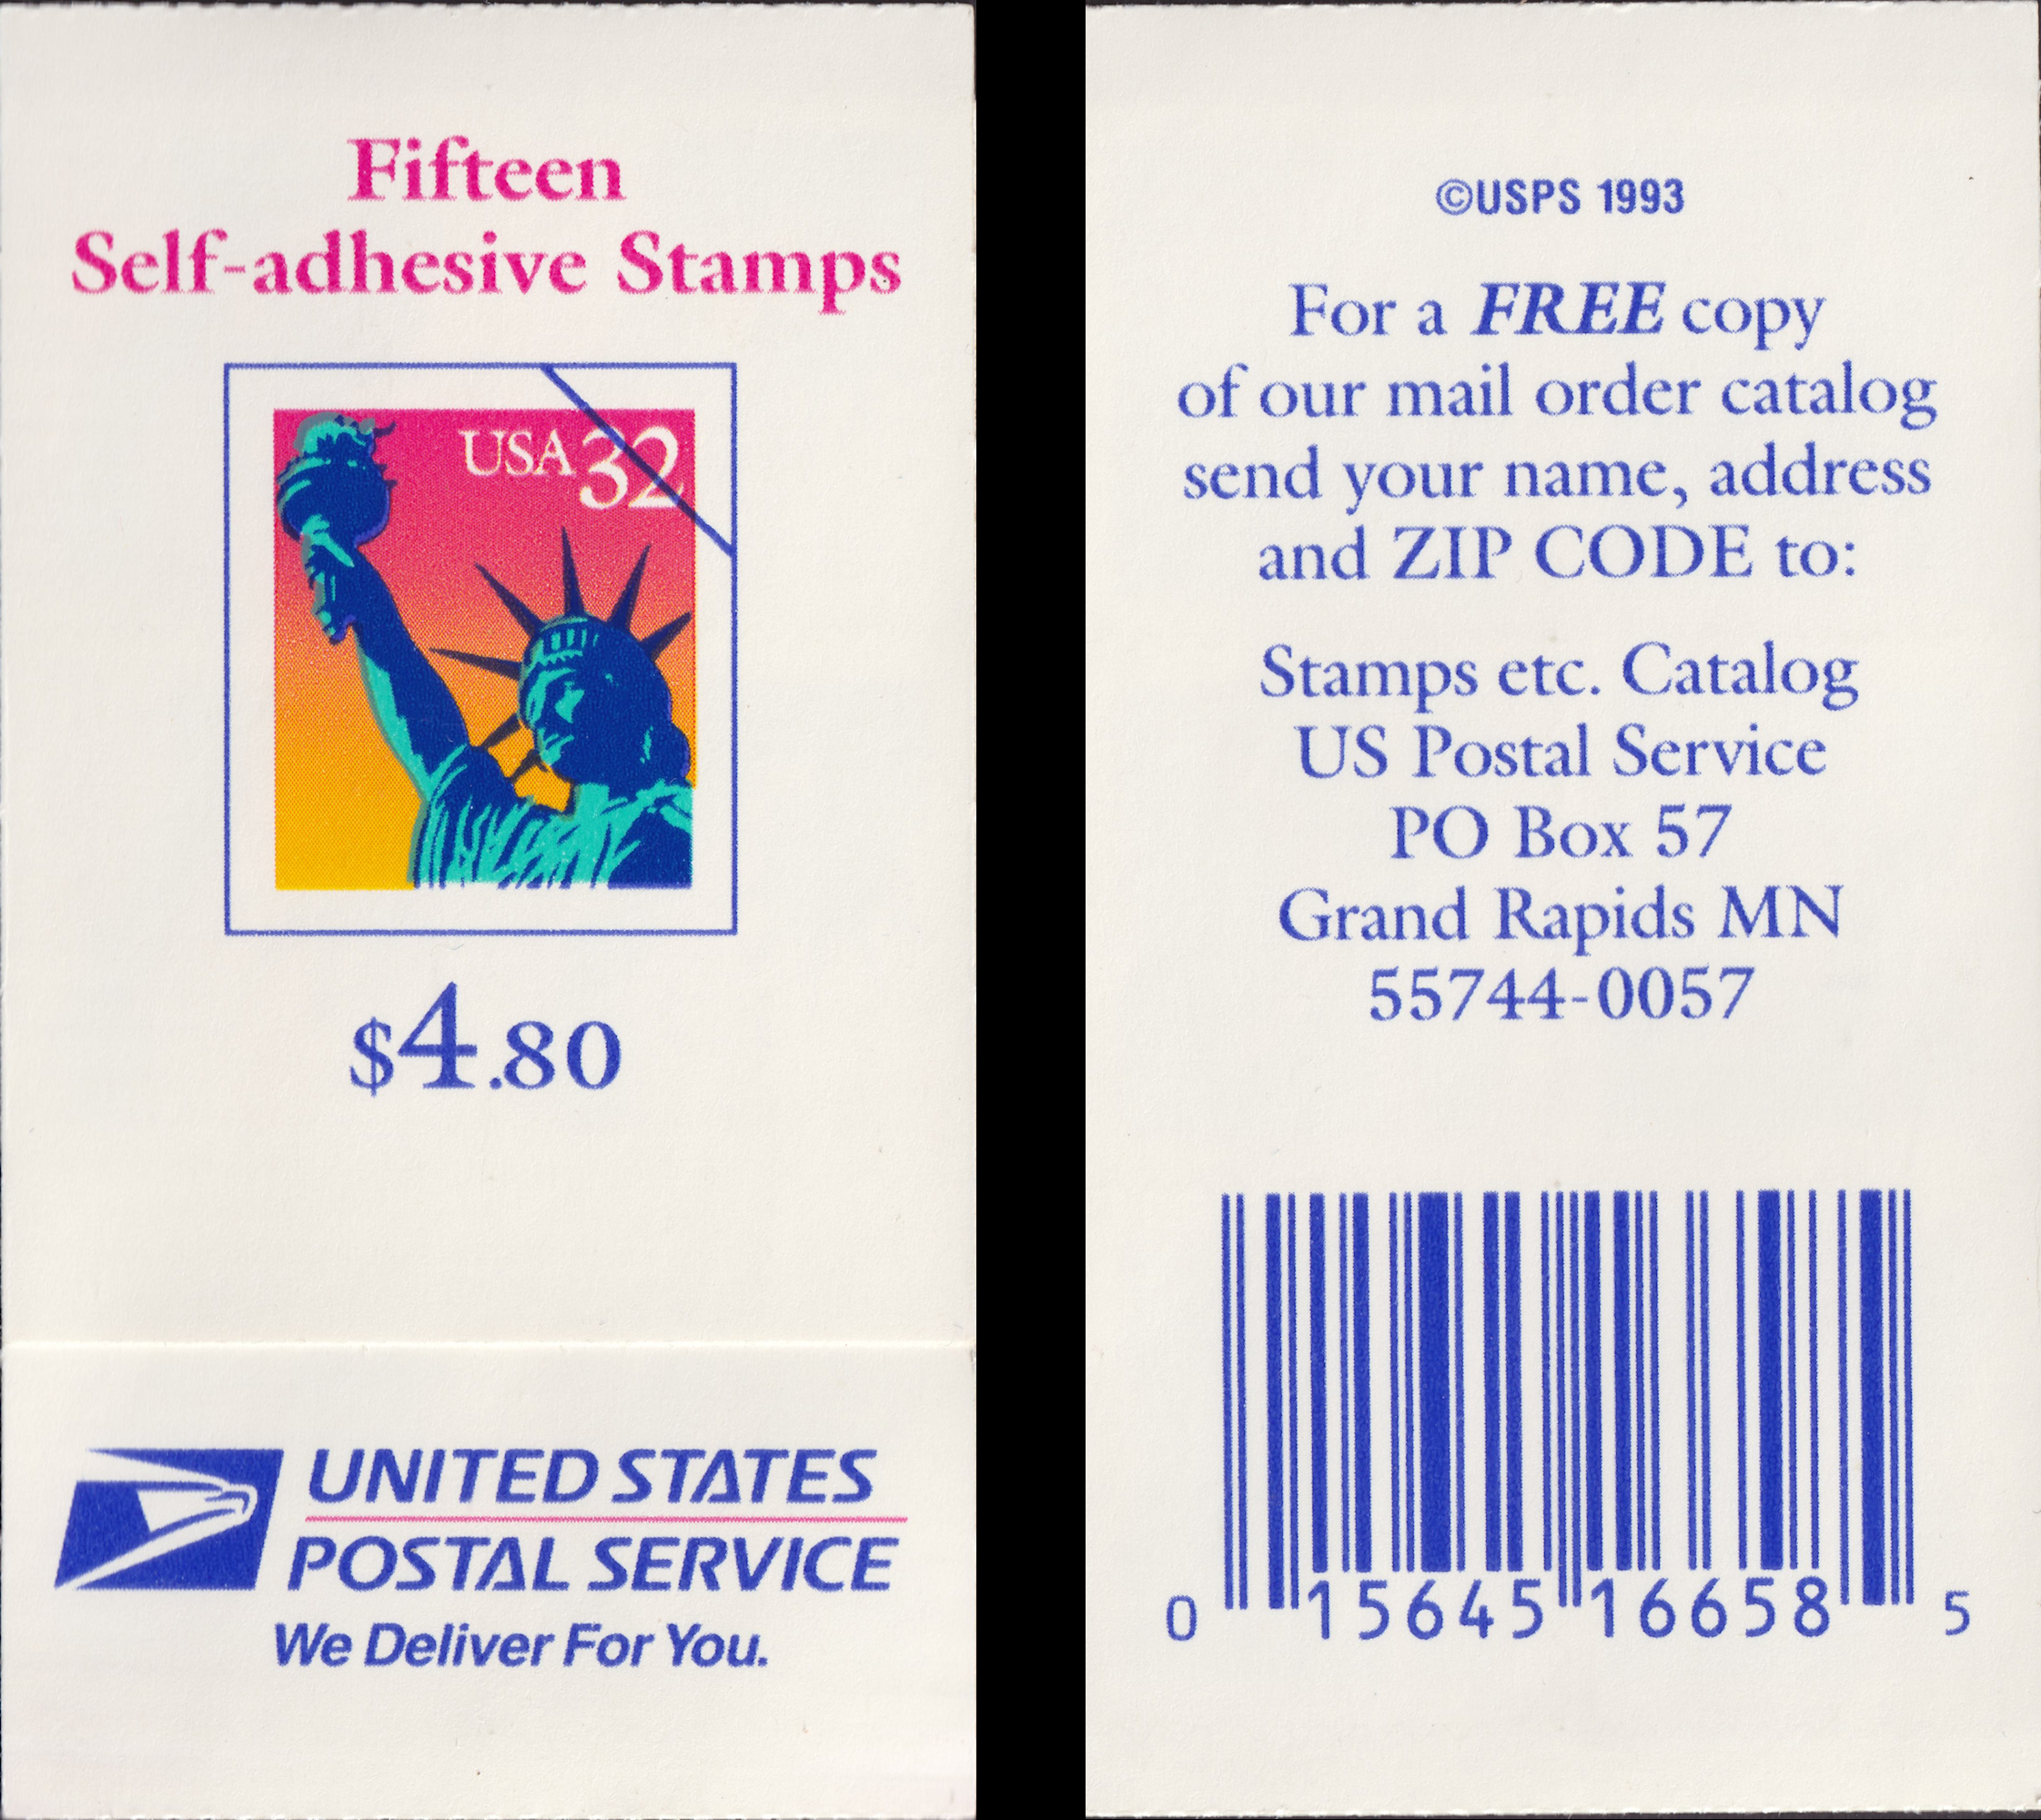 Fifteen
Self-adhesive Stamps
USA 32
$4.80
UNITED STATES
POSTAL SERVICE
We Deliver For You.
©USPS 1993
For a FREE copy
of our mail order catalog
send your name, address
and ZIP CODE to:
Stamps etc. Catalog
US Postal Service
PO Box 57
Grand Rapids MN
55744-0057
0 15645 16658 5